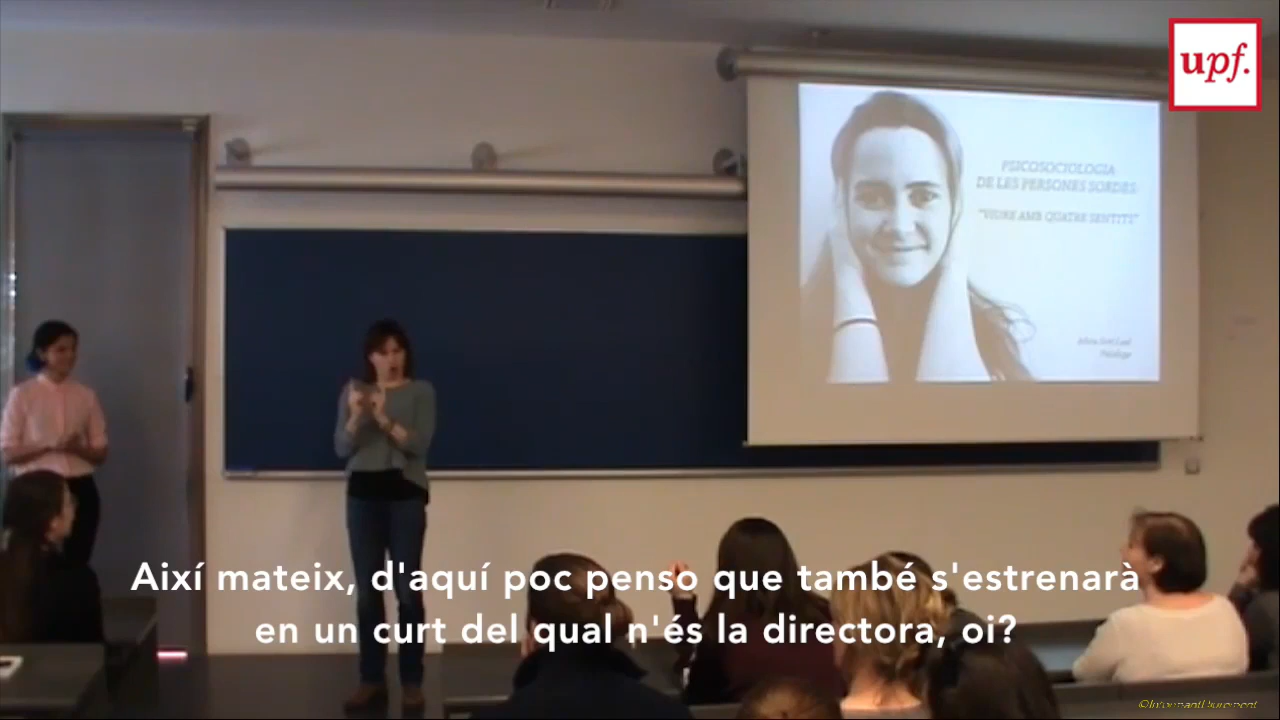 upf.
PSICOSOCIOLOGIA
DE LES PERSONES SORDES:
"VIURE AMB QUATRE SENTITS"
Així mateix, d'aquí poc penso que també s'estrenarà
en un curt del qual n'és la directora, oi?